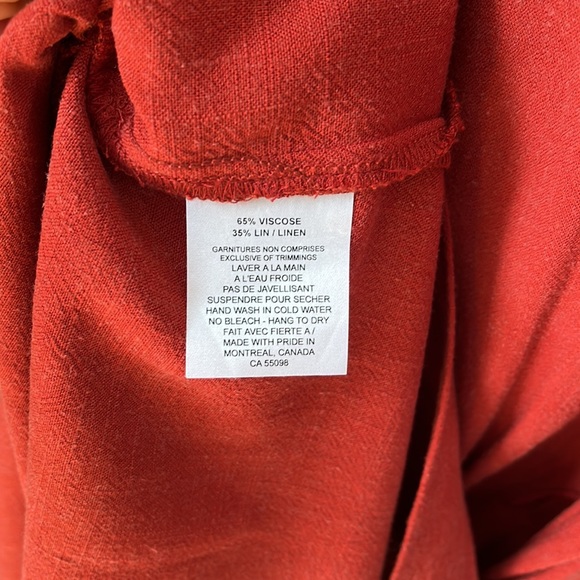 65% VISCOSE
35% LIN / LINEN
GARNITURES NON COMPRISES
EXCLUSIVE OF TRIMMINGS
LAVER A LA MAIN
A L'EAU FROIDE
PAS DE JAVELLISANT
SUSPENDRE POUR SECHER
HAND WASH IN COLD WATER
NO BLEACH - HANG TO DRY
FAIT AVEC FIERTE A /
MADE WITH PRIDE IN
MONTREAL, CANADA
CA 55098